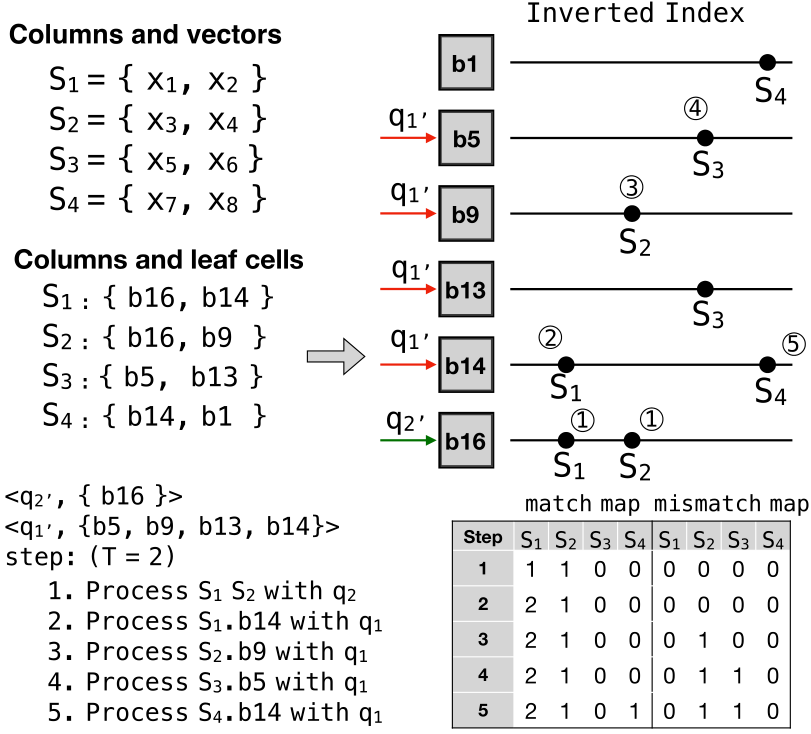 Inverted Index
Columns and vectors
S1 = { x1, x2 }
S2 = { x3, x4 }
S3 = { x5, x6 }
S4 = { x7, x8 }
Columns and leaf cells
S1 : { b16, b14 }
S2 : { b16, b9 }
S3 : { b5, b13 }
S4 : { b14, b1 }
b1 S4
q1' b5 ④ S3
q1' b9 ③ S2
q1' b13 S3
q1' b14 ② S1 ⑤ S4
q2' b16 ① S1 ① S2
<q2', { b16 }>
<q1', {b5, b9, b13, b14}>
step: (T = 2)
1. Process S1 S2 with q2
2. Process S1.b14 with q1
3. Process S2.b9 with q1
4. Process S3.b5 with q1
5. Process S4.b14 with q1
match map mismatch map
Step S1 S2 S3 S4 S1 S2 S3 S4
1 1 1 0 0 0 0 0 0
2 2 1 0 0 0 0 0 0
3 2 1 0 0 0 1 0 0
4 2 1 0 0 0 1 1 0
5 2 1 0 1 0 1 1 0